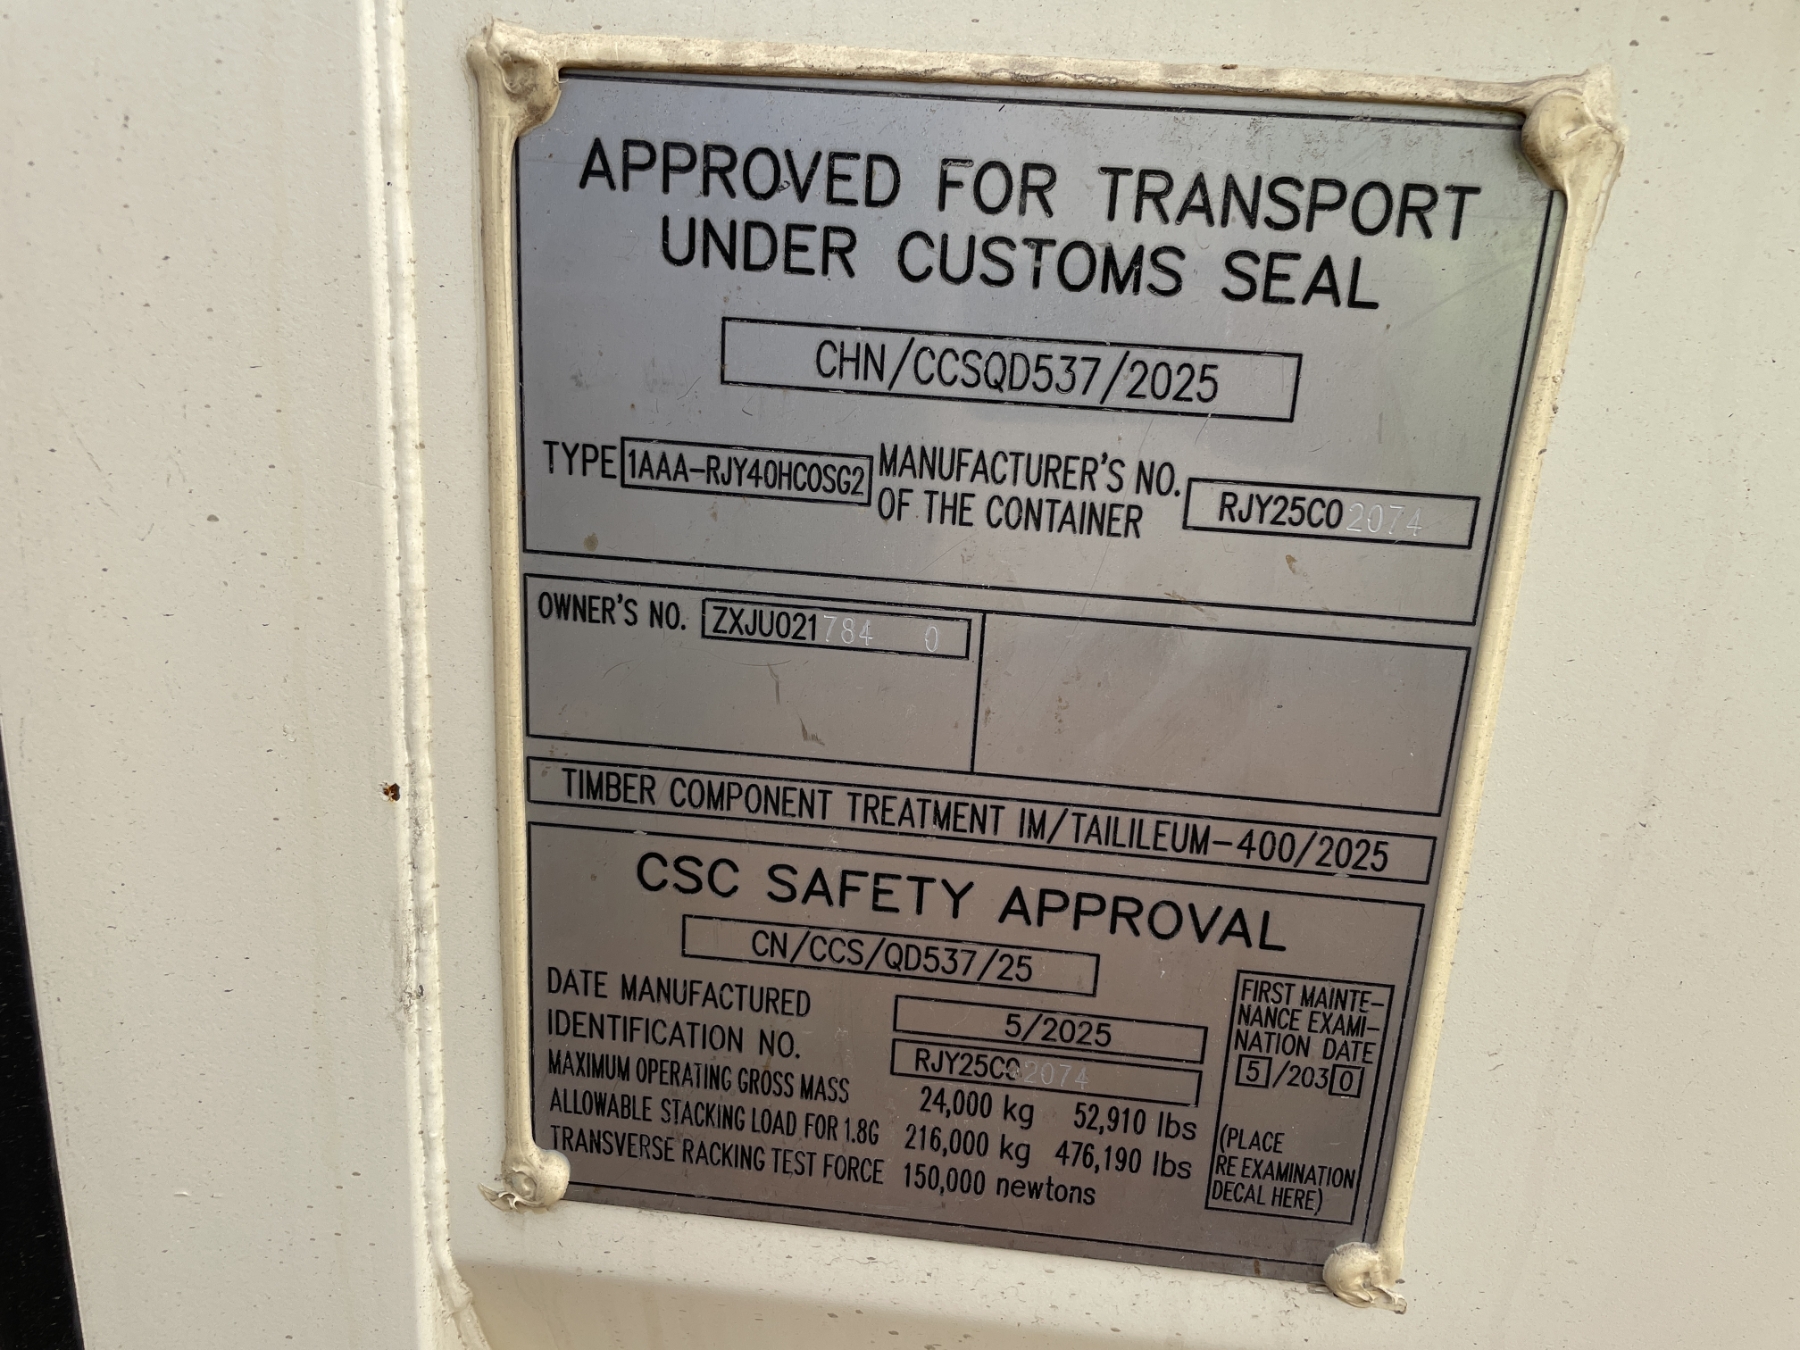 APPROVED FOR TRANSPORT
UNDER CUSTOMS SEAL
CHN/CCSQD537/2025
TYPE 1AAA-RJY40HCOSG2 MANUFACTURER'S NO.
OF THE CONTAINER RJY25C02074
OWNER'S NO. ZXJU021784 0
TIMBER COMPONENT TREATMENT IM/TAILILEUM-400/2025
CSC SAFETY APPROVAL
CN/CCS/QD537/25
DATE MANUFACTURED 5/2025
IDENTIFICATION NO. RJY25C02074
MAXIMUM OPERATING GROSS MASS 24,000 kg 52,910 lbs
ALLOWABLE STACKING LOAD FOR 1.8G 216,000 kg 476,190 lbs
TRANSVERSE RACKING TEST FORCE 150,000 newtons
FIRST MAINTE-
NANCE EXAMI-
NATION DATE
5/2030
(PLACE
RE EXAMINATION
DECAL HERE)